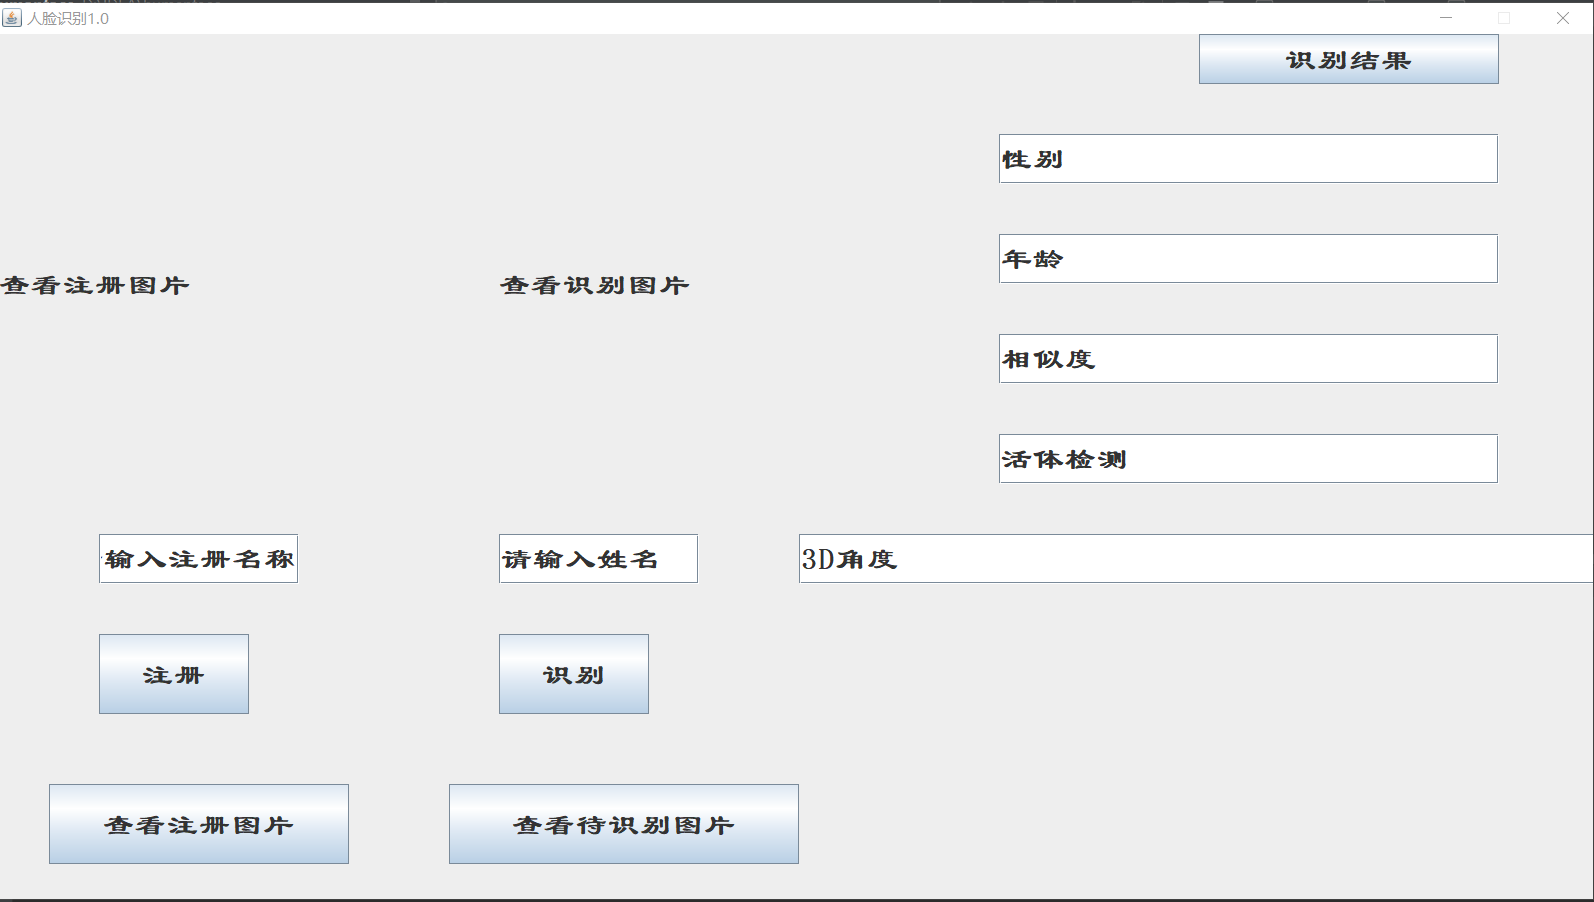 人脸识别1.0
识别结果
性别
年龄
查看注册图片
查看识别图片
相似度
活体检测
输入注册名称
请输入姓名
3D角度
注册
识别
查看注册图片
查看待识别图片